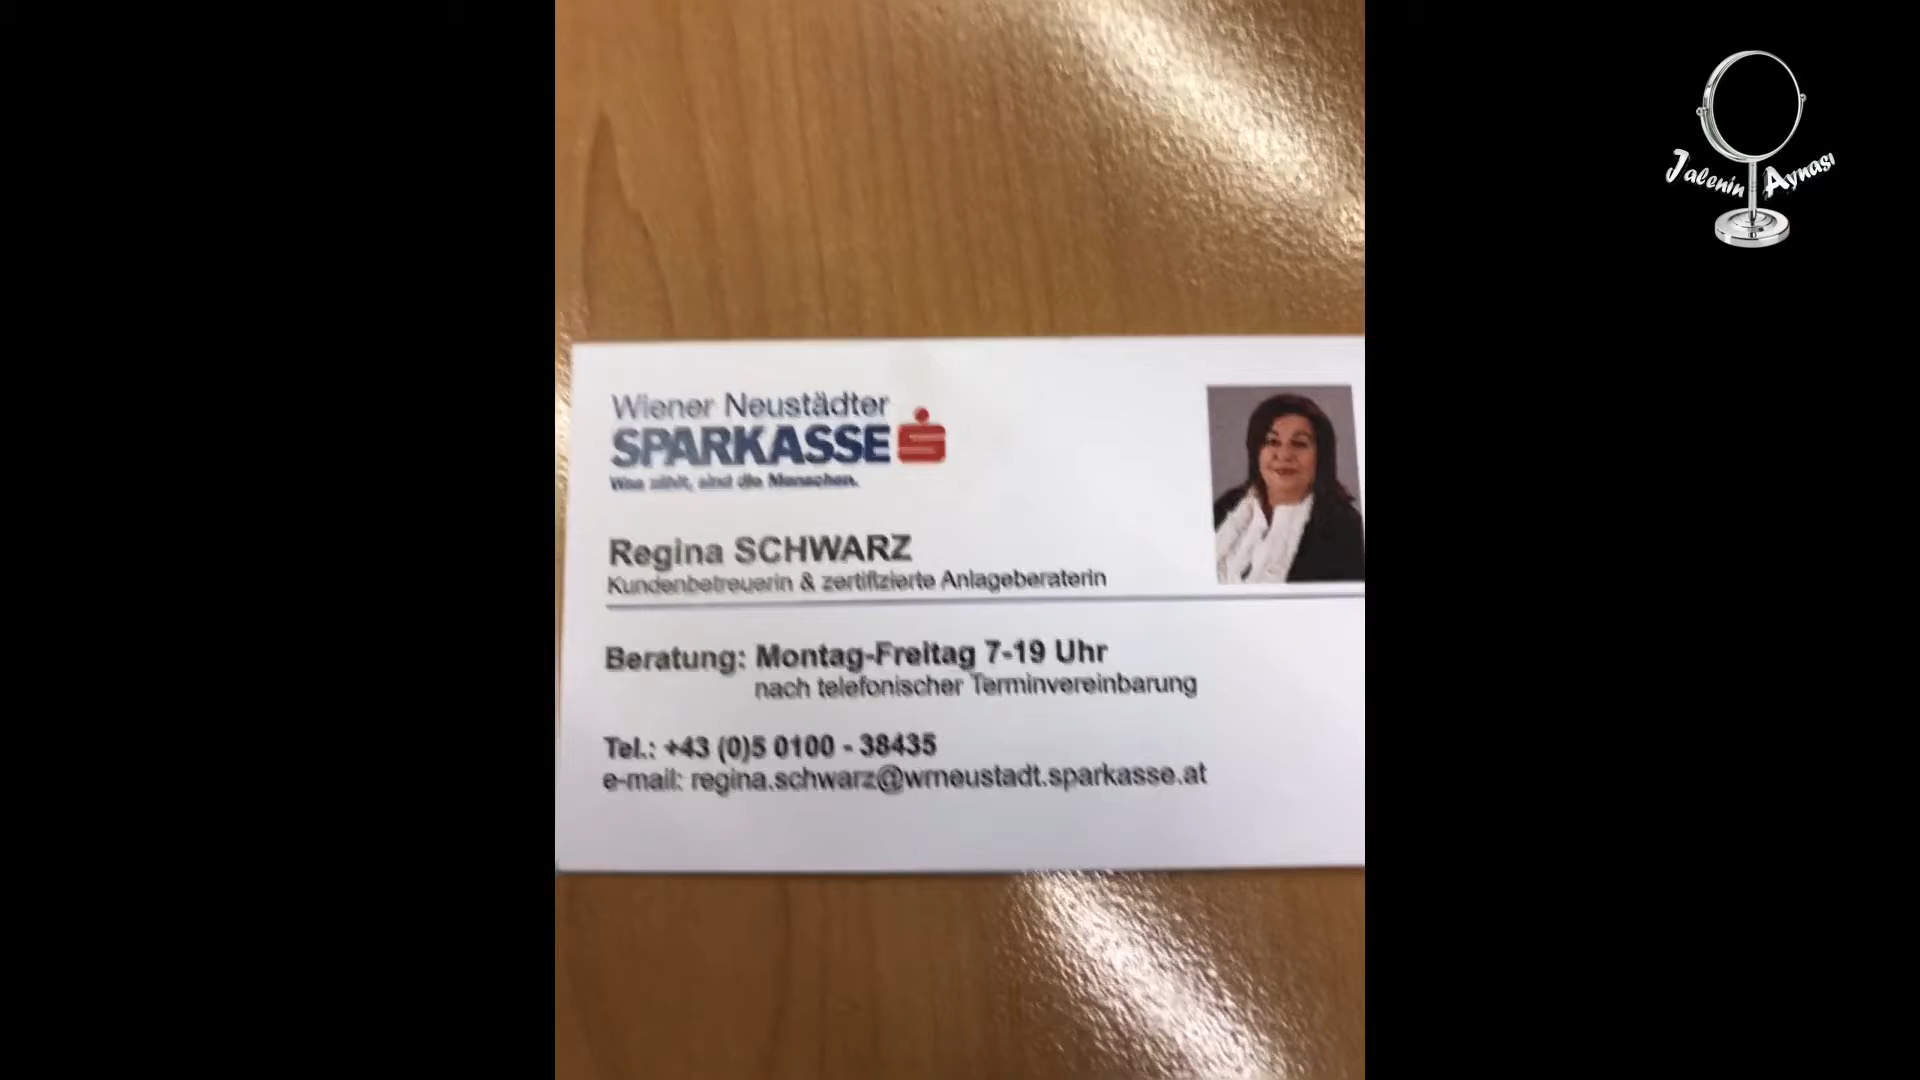 Jalenin Aynası
Wiener Neustädter
SPARKASSE
Was zählt, sind die Menschen.
Regina SCHWARZ
Kundenbetreuerin & zertifizierte Anlageberaterin
Beratung: Montag-Freitag 7-19 Uhr
nach telefonischer Terminvereinbarung
Tel.: +43 (0)5 0100 - 38435
e-mail: regina.schwarz@wrneustadt.sparkasse.at